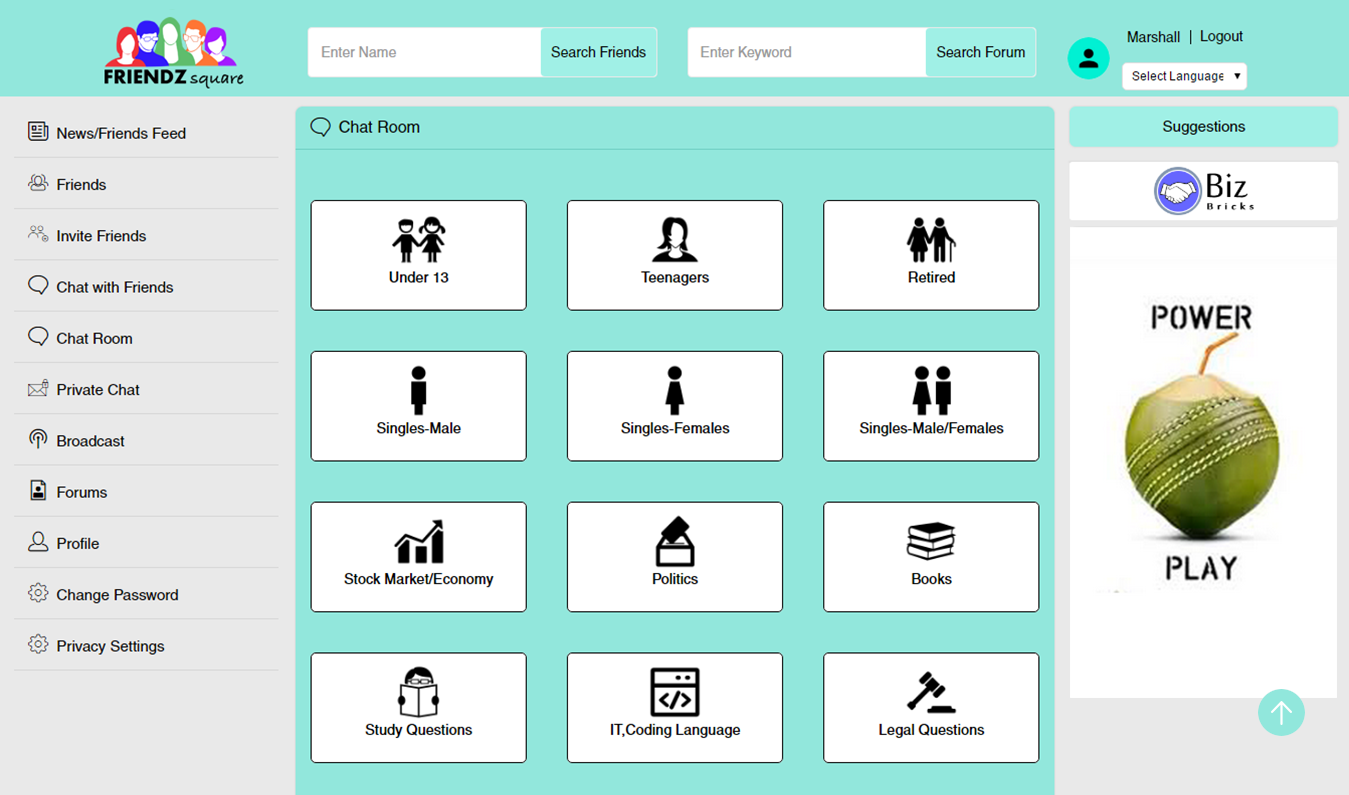 FRIENDZ square
Enter Name
Search Friends
Enter Keyword
Search Forum
Marshall | Logout
Select Language
News/Friends Feed
Friends
Invite Friends
Chat with Friends
Chat Room
Private Chat
Broadcast
Forums
Profile
Change Password
Privacy Settings
Chat Room
Under 13
Teenagers
Retired
Singles-Male
Singles-Females
Singles-Male/Females
Stock Market/Economy
Politics
Books
Study Questions
IT,Coding Language
Legal Questions
Suggestions
Biz
Bricks
POWER
PLAY